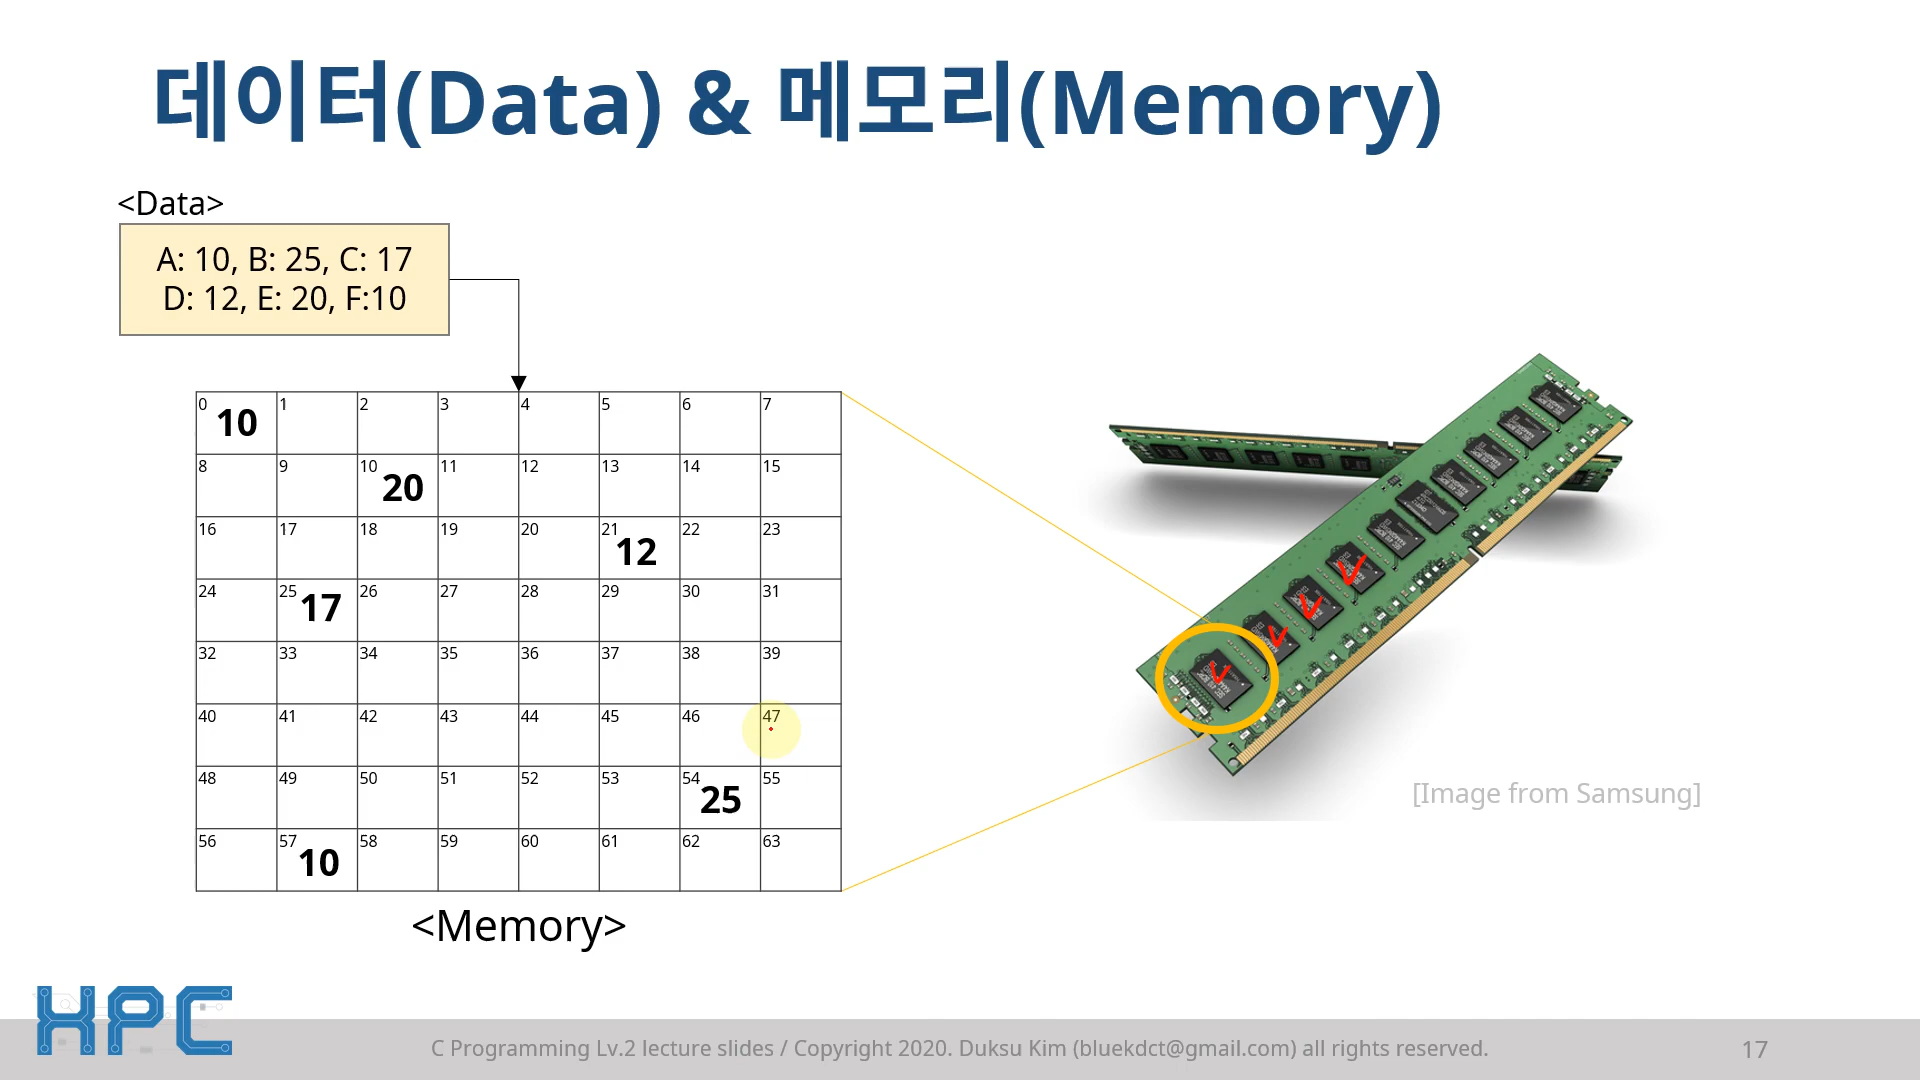 데이터(Data) & 메모리(Memory)
<Data>
A: 10, B: 25, C: 17
D: 12, E: 20, F:10
0 10 1 2 3 4 5 6 7
8 9 10 20 11 12 13 14 15
16 17 18 19 20 21 12 22 23
24 25 17 26 27 28 29 30 31
32 33 34 35 36 37 38 39
40 41 42 43 44 45 46 47
48 49 50 51 52 53 54 25 55
56 57 10 58 59 60 61 62 63
<Memory>
[Image from Samsung]
HPC
C Programming Lv.2 lecture slides / Copyright 2020. Duksu Kim (bluekdct@gmail.com) all rights reserved.
17